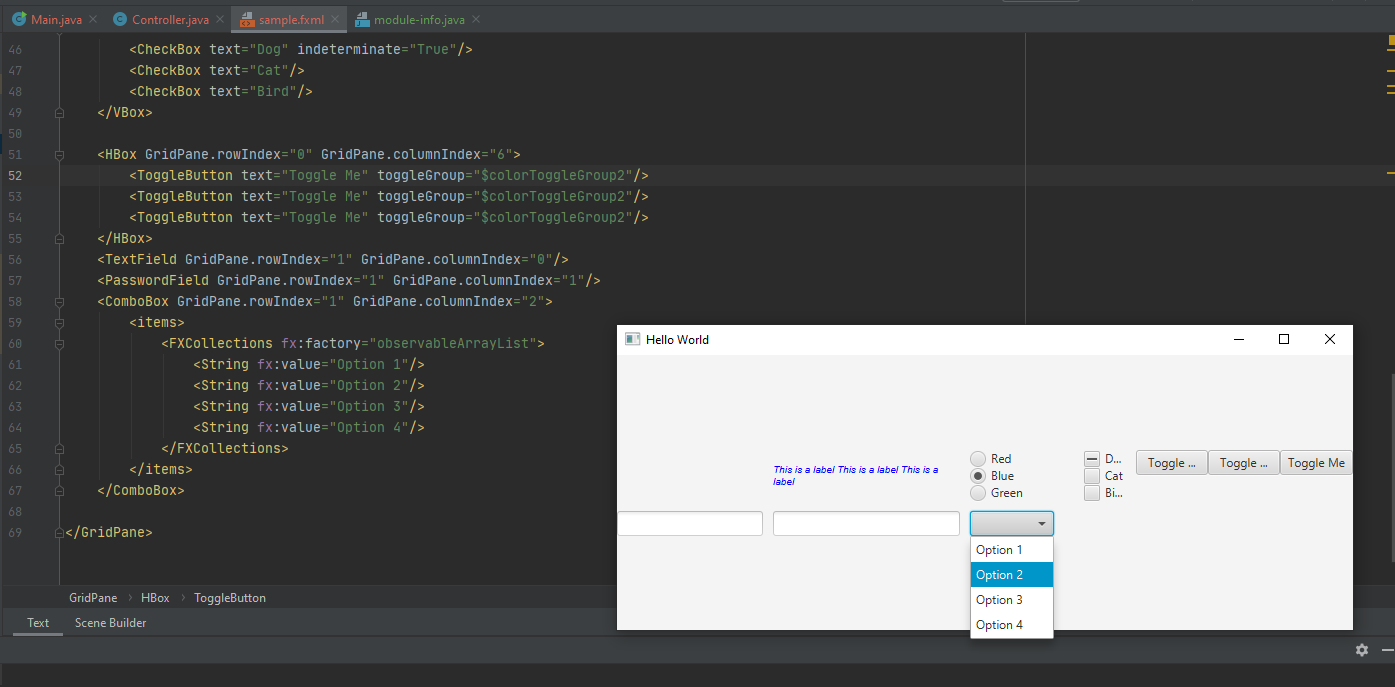 Main.java Controller.java sample.fxml module-info.java
46 <CheckBox text="Dog" indeterminate="True"/>
47 <CheckBox text="Cat"/>
48 <CheckBox text="Bird"/>
49 </VBox>
50
51 <HBox GridPane.rowIndex="0" GridPane.columnIndex="6">
52 <ToggleButton text="Toggle Me" toggleGroup="$colorToggleGroup2"/>
53 <ToggleButton text="Toggle Me" toggleGroup="$colorToggleGroup2"/>
54 <ToggleButton text="Toggle Me" toggleGroup="$colorToggleGroup2"/>
55 </HBox>
56 <TextField GridPane.rowIndex="1" GridPane.columnIndex="0"/>
57 <PasswordField GridPane.rowIndex="1" GridPane.columnIndex="1"/>
58 <ComboBox GridPane.rowIndex="1" GridPane.columnIndex="2">
59 <items>
60 <FXCollections fx:factory="observableArrayList">
61 <String fx:value="Option 1"/>
62 <String fx:value="Option 2"/>
63 <String fx:value="Option 3"/>
64 <String fx:value="Option 4"/>
65 </FXCollections>
66 </items>
67 </ComboBox>
68
69 </GridPane>
GridPane › HBox › ToggleButton
Text Scene Builder
Hello World
This is a label This is a label This is a
label
Red
Blue
Green
D...
Cat
Bi...
Toggle ... Toggle ... Toggle Me
Option 1
Option 2
Option 3
Option 4